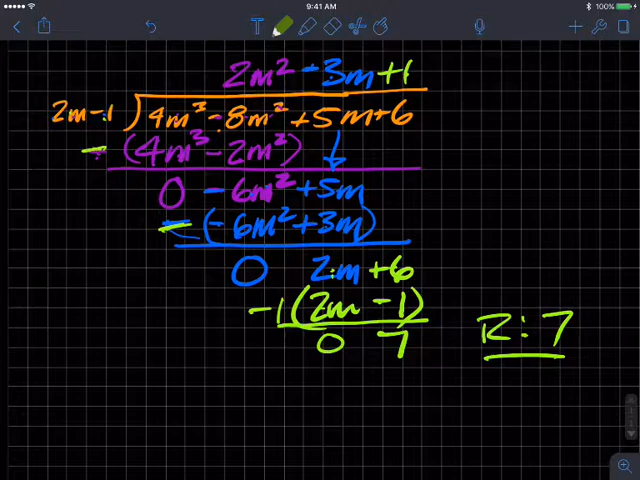 9:41 AM
100%
2m² -3m +1
2m-1 ) 4m³ - 8m² + 5m + 6
- (4m³ - 2m²)
0 - 6m² + 5m
- (- 6m² + 3m)
0 2m + 6
-1(2m - 1)
0 7
R: 7